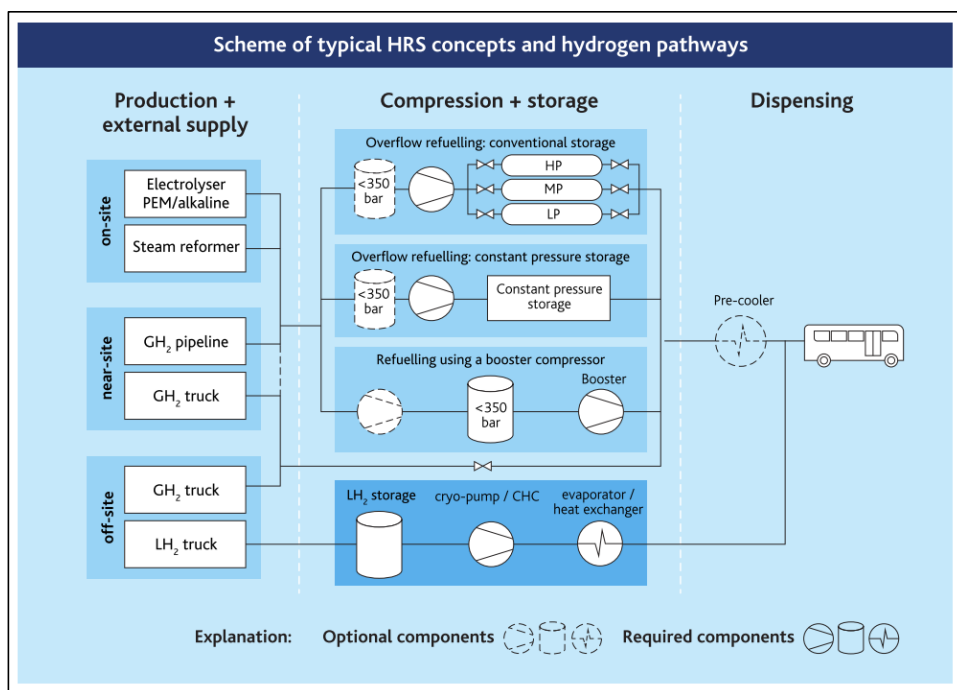 Scheme of typical HRS concepts and hydrogen pathways
Production +
external supply
Compression + storage
Dispensing
on-site
Electrolyser
PEM/alkaline
Steam reformer
near-site
GH₂ pipeline
GH₂ truck
off-site
GH₂ truck
LH₂ truck
Overflow refuelling: conventional storage
<350
bar
HP
MP
LP
Overflow refuelling: constant pressure storage
<350
bar
Constant pressure
storage
Refuelling using a booster compressor
Booster
<350
bar
LH₂ storage
cryo-pump / CHC
evaporator /
heat exchanger
Pre-cooler
Explanation:
Optional components
Required components